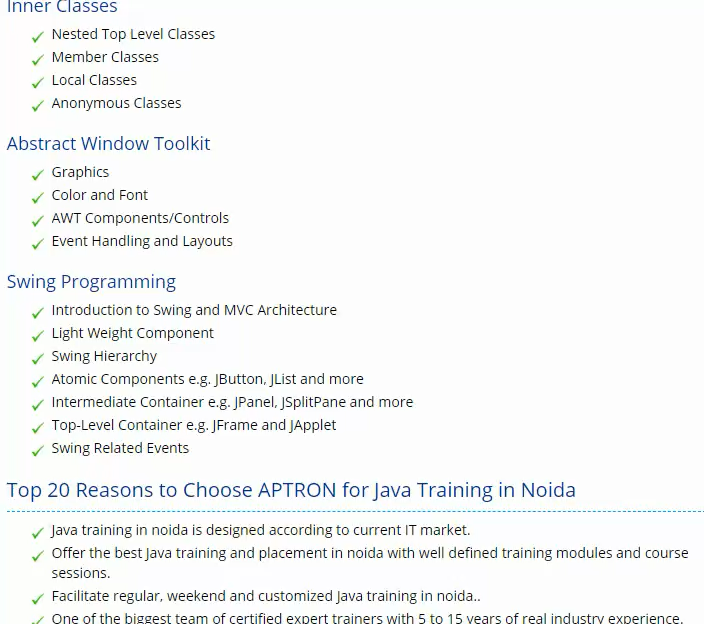 Inner Classes
Nested Top Level Classes
Member Classes
Local Classes
Anonymous Classes
Abstract Window Toolkit
Graphics
Color and Font
AWT Components/Controls
Event Handling and Layouts
Swing Programming
Introduction to Swing and MVC Architecture
Light Weight Component
Swing Hierarchy
Atomic Components e.g. JButton, JList and more
Intermediate Container e.g. JPanel, JSplitPane and more
Top-Level Container e.g. JFrame and JApplet
Swing Related Events
Top 20 Reasons to Choose APTRON for Java Training in Noida
Java training in noida is designed according to current IT market.
Offer the best Java training and placement in noida with well defined training modules and course
sessions.
Facilitate regular, weekend and customized Java training in noida..
One of the biggest team of certified expert trainers with 5 to 15 years of real industry experience.